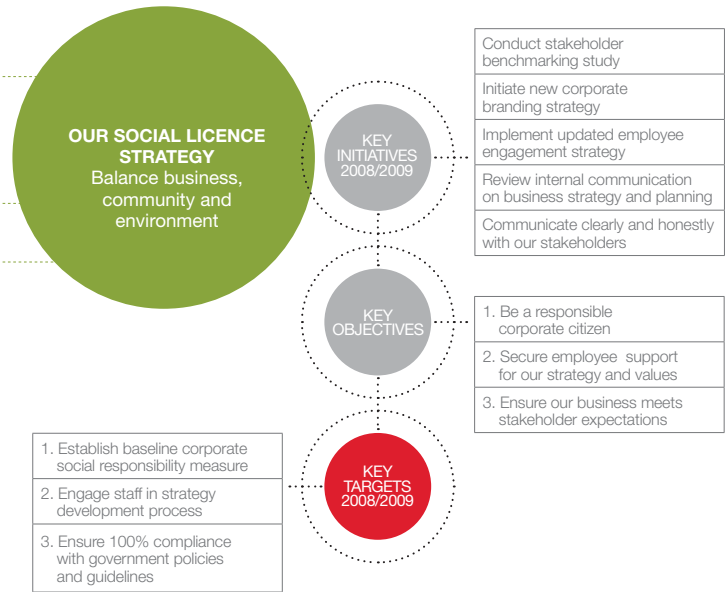 OUR SOCIAL LICENCE
STRATEGY
Balance business,
community and
environment
KEY
INITIATIVES
2008/2009
Conduct stakeholder
benchmarking study
Initiate new corporate
branding strategy
Implement updated employee
engagement strategy
Review internal communication
on business strategy and planning
Communicate clearly and honestly
with our stakeholders
KEY
OBJECTIVES
1. Be a responsible
corporate citizen
2. Secure employee support
for our strategy and values
3. Ensure our business meets
stakeholder expectations
KEY
TARGETS
2008/2009
1. Establish baseline corporate
social responsibility measure
2. Engage staff in strategy
development process
3. Ensure 100% compliance
with government policies
and guidelines